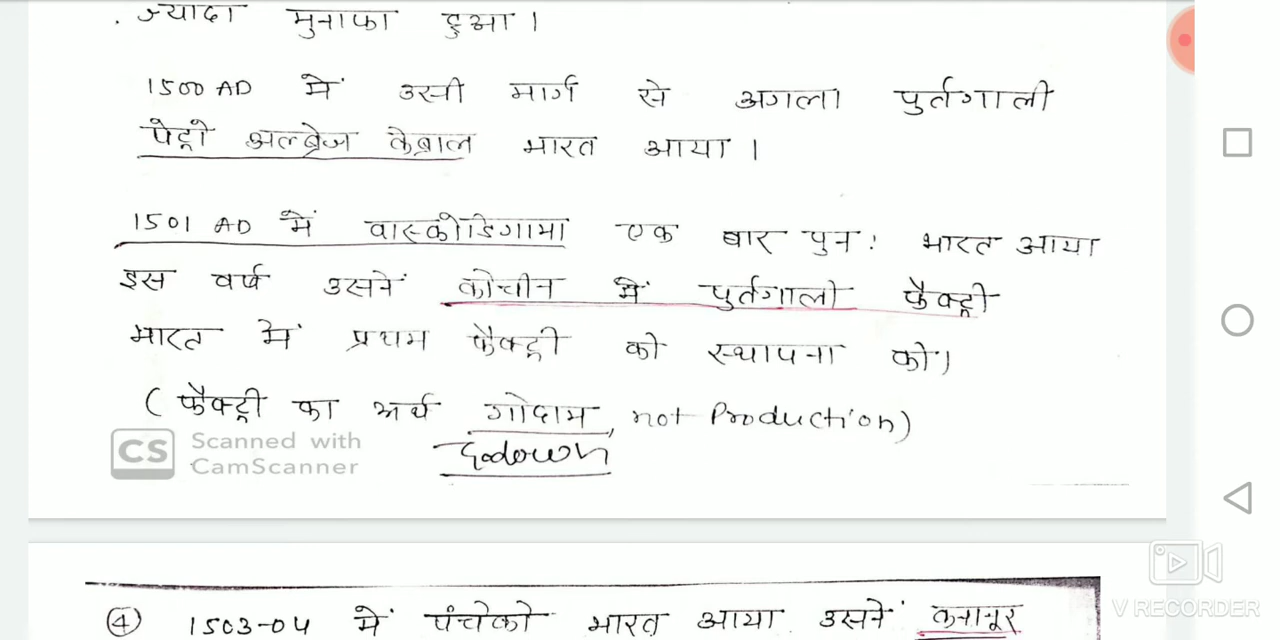 . ज्यादा मुनाफा हुआ।
1500 AD में उसी मार्ग से अगला पुर्तगाली
पेट्रो अल्ब्रेज केब्राल भारत आया।
1501 AD में वास्कोडिगामा एक बार पुन: भारत आया
इस वर्ष उसनें कोचीन में पुर्तगाली फैक्ट्री
भारत में प्रथम फैक्ट्री की स्थापना की।
( फैक्ट्री का अर्थ गोदाम, not Production)
Godown
CS Scanned with
CamScanner
④ 1503-04 में पंचेको भारत आया उसनें कनानूर
V RECORDER